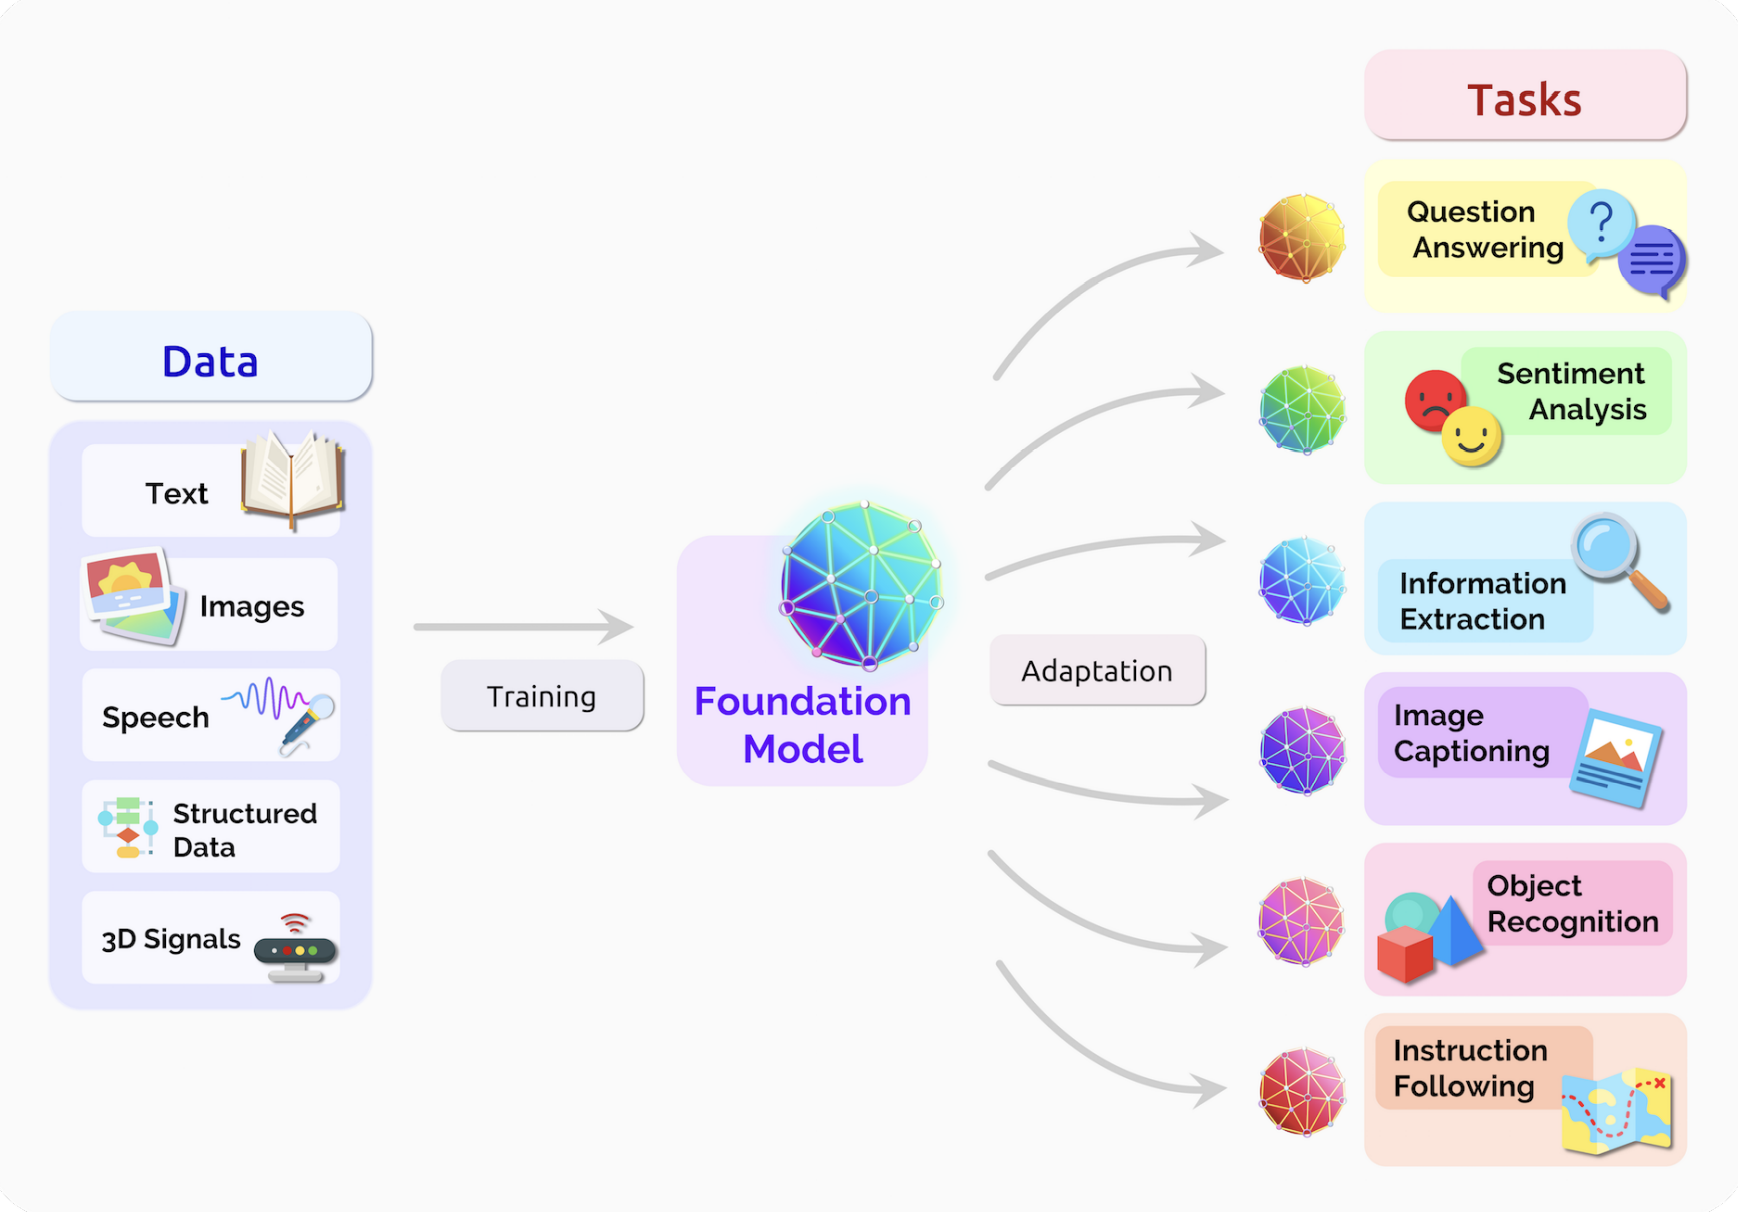 Data
Text
Images
Speech
Structured
Data
3D Signals
Training
Foundation
Model
Adaptation
Tasks
Question
Answering
?
Sentiment
Analysis
Information
Extraction
Image
Captioning
Object
Recognition
Instruction
Following